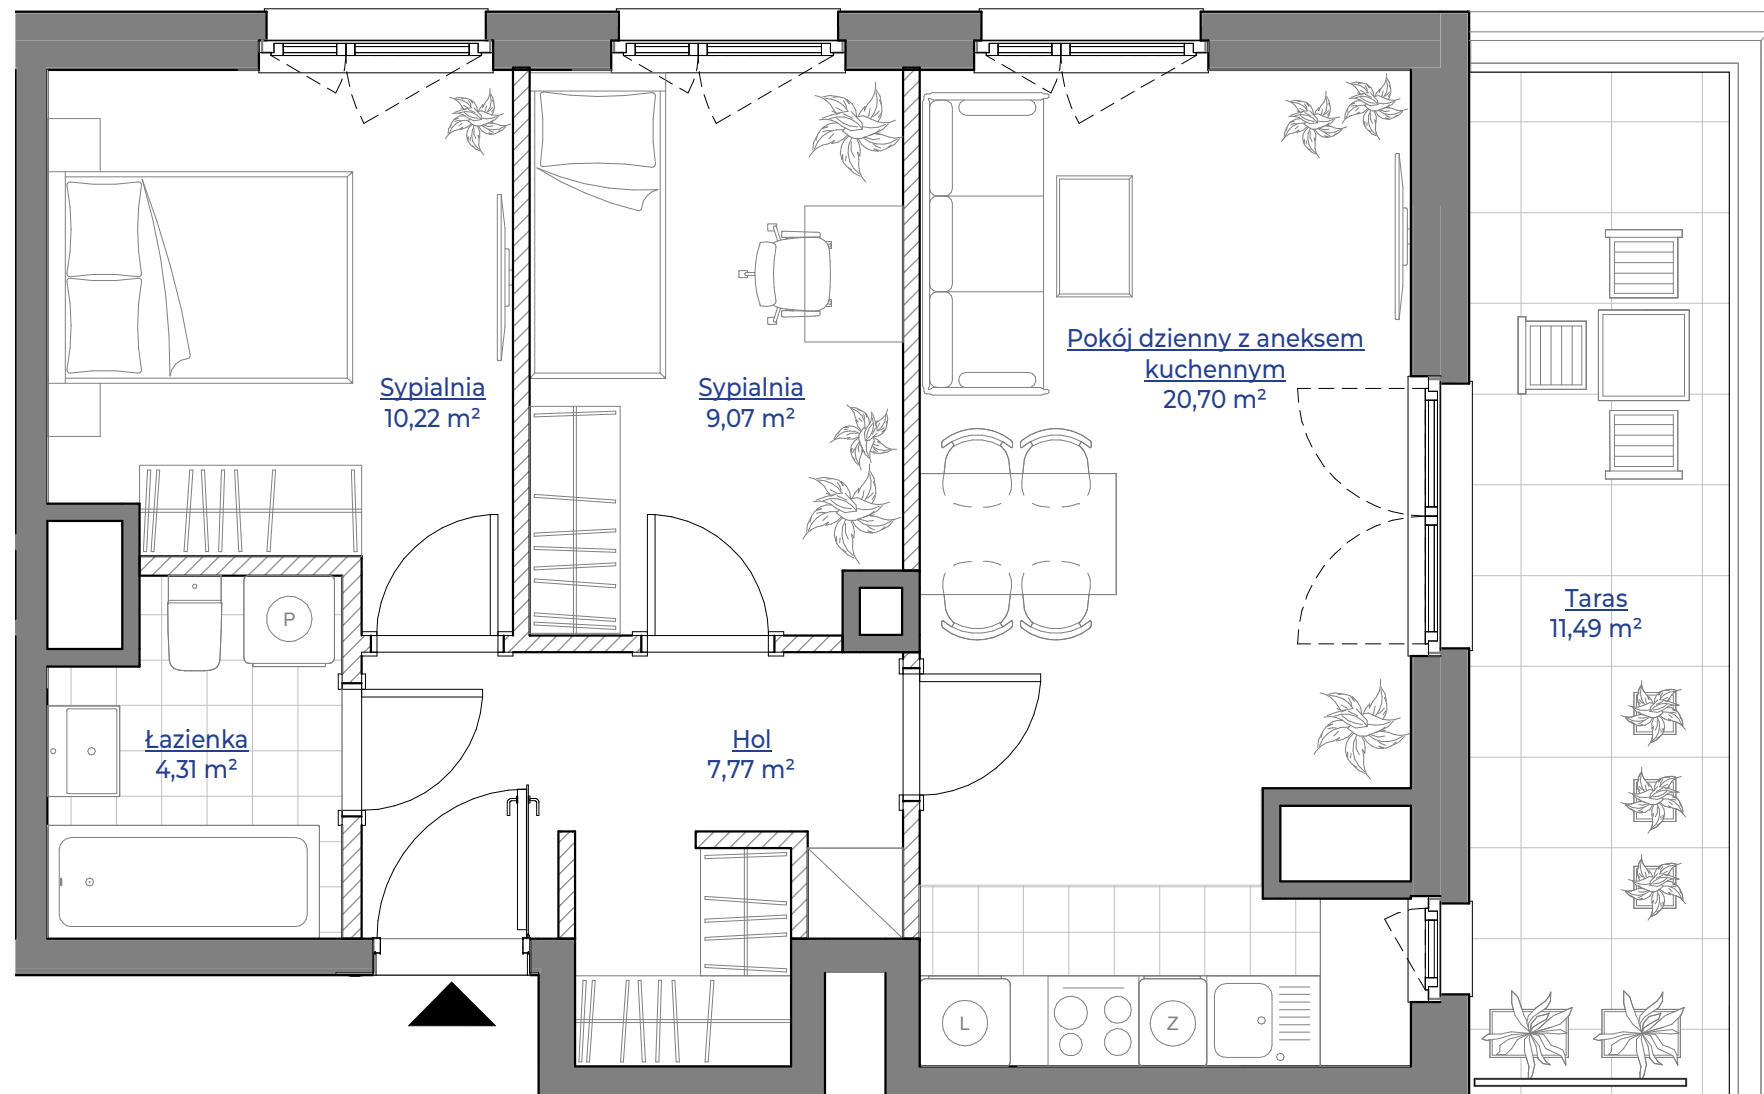 Pokój dzienny z aneksem
kuchennym
20,70 m²
Sypialnia
10,22 m²
Sypialnia
9,07 m²
Taras
11,49 m²
P
Łazienka
4,31 m²
Hol
7,77 m²
L
Z